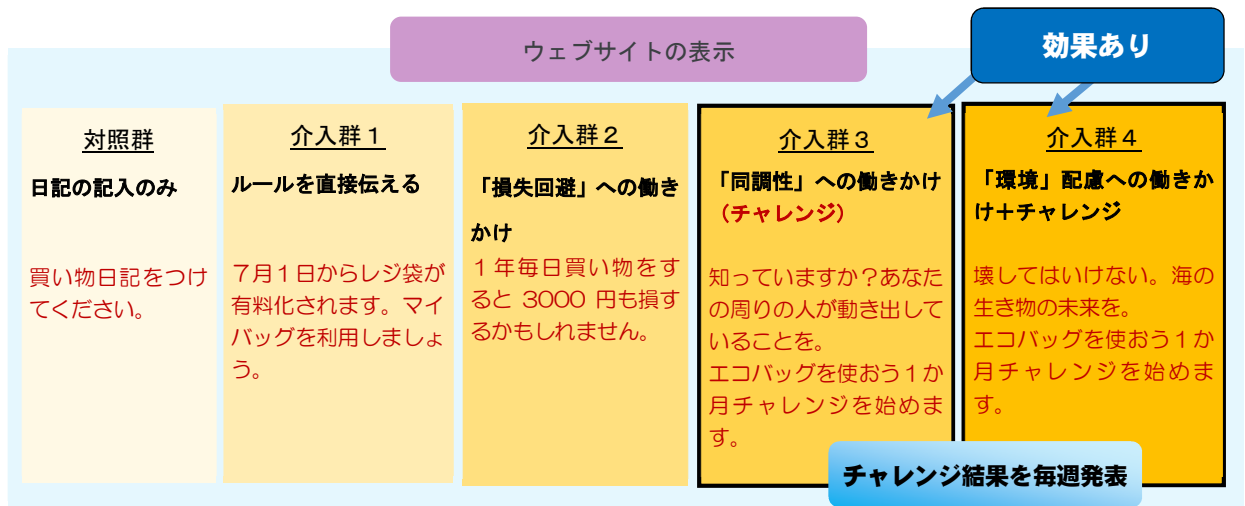 ウェブサイトの表示
効果あり
対照群
日記の記入のみ
買い物日記をつけ
てください。
介入群1
ルールを直接伝える
7月1日からレジ袋が
有料化されます。マイ
バッグを利用しましょ
う。
介入群2
「損失回避」への働き
かけ
1年毎日買い物をす
ると 3000 円も損す
るかもしれません。
介入群3
「同調性」への働きかけ
(チャレンジ)
知っていますか?あなた
の周りの人が動き出して
いることを。
エコバッグを使おう1か
月チャレンジを始めま
す。
介入群4
「環境」配慮への働きか
け+チャレンジ
壊してはいけない。海の
生き物の未来を。
エコバッグを使おう1か
月チャレンジを始めま
す。
チャレンジ結果を毎週発表